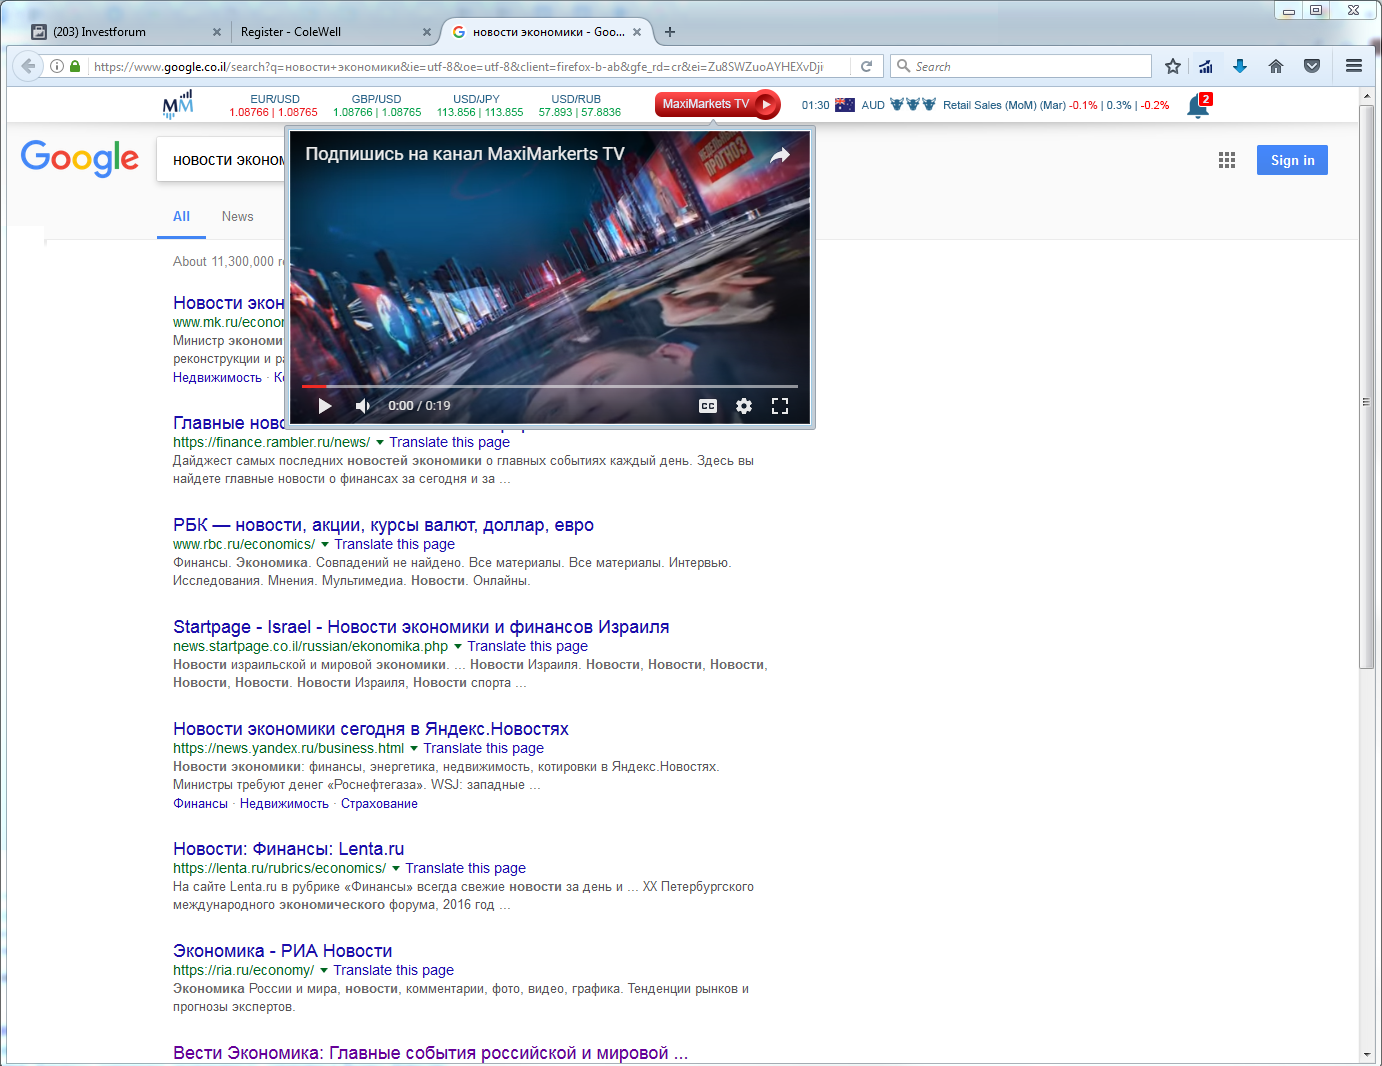 (203) Investforum
Register - ColeWell
новости экономики - Goo...
https://www.google.co.il/search?q=новости+экономики&ie=utf-8&oe=utf-8&client=firefox-b-ab&gfe_rd=cr&ei=Zu8SWZuoAYHEXvDji
Search
MM
EUR/USD GBP/USD USD/JPY USD/RUB
1.08766 | 1.08765 1.08766 | 1.08765 113.856 | 113.855 57.893 | 57.8836
MaxiMarkets TV
01:30 AUD Retail Sales (MoM) (Mar) -0.1% | 0.3% | -0.2%
2
Google
новости эконом
Sign in
Подпишись на канал MaxiMarkerts TV
НЕДЕЛЬНЫЙ
ПРОГНОЗ
0:00 / 0:19
CC
All News
About 11,300,000
Новости экон
www.mk.ru/econo
Министр экономи
реконструкции и ра
Недвижимость · К
Главные ново
https://finance.rambler.ru/news/ Translate this page
Дайджест самых последних новостей экономики о главных событиях каждый день. Здесь вы
найдете главные новости о финансах за сегодня и за ...
РБК — новости, акции, курсы валют, доллар, евро
www.rbc.ru/economics/ Translate this page
Финансы. Экономика. Совпадений не найдено. Все материалы. Все материалы. Интервью.
Исследования. Мнения. Мультимедиа. Новости. Онлайны.
Startpage - Israel - Новости экономики и финансов Израиля
news.startpage.co.il/russian/ekonomika.php Translate this page
Новости израильской и мировой экономики. ... Новости Израиля. Новости, Новости, Новости,
Новости, Новости. Новости Израиля, Новости спорта ...
Новости экономики сегодня в Яндекс.Новостях
https://news.yandex.ru/business.html Translate this page
Новости экономики: финансы, энергетика, недвижимость, котировки в Яндекс.Новостях.
Министры требуют денег «Роснефтегаза». WSJ: западные ...
Финансы · Недвижимость · Страхование
Новости: Финансы: Lenta.ru
https://lenta.ru/rubrics/economics/ Translate this page
На сайте Lenta.ru в рубрике «Финансы» всегда свежие новости за день и ... XX Петербургского
международного экономического форума, 2016 год ...
Экономика - РИА Новости
https://ria.ru/economy/ Translate this page
Экономика России и мира, новости, комментарии, фото, видео, графика. Тенденции рынков и
прогнозы экспертов.
Вести Экономика: Главные события российской и мировой ...